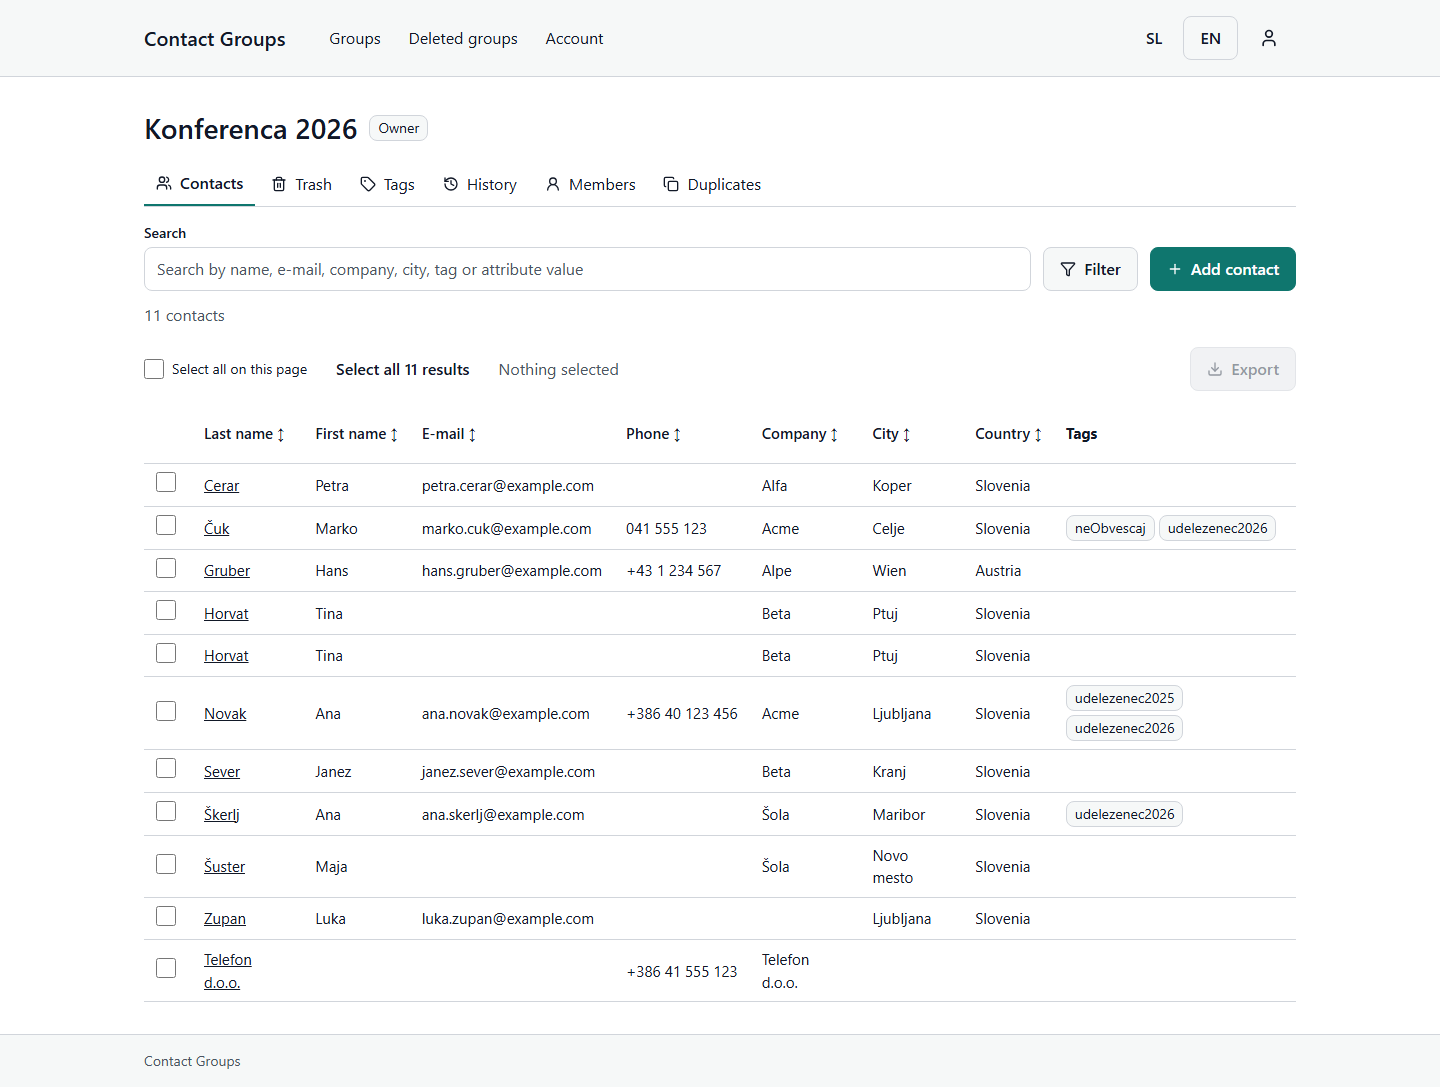 Contact Groups Groups Deleted groups Account SL EN
Konferenca 2026 Owner
Contacts Trash Tags History Members Duplicates
Search
Search by name, e-mail, company, city, tag or attribute value Filter + Add contact
11 contacts
Select all on this page Select all 11 results Nothing selected Export
Last name First name E-mail Phone Company City Country Tags
Cerar Petra petra.cerar@example.com Alfa Koper Slovenia
Čuk Marko marko.cuk@example.com 041 555 123 Acme Celje Slovenia neObvescaj udelezenec2026
Gruber Hans hans.gruber@example.com +43 1 234 567 Alpe Wien Austria
Horvat Tina Beta Ptuj Slovenia
Horvat Tina Beta Ptuj Slovenia
Novak Ana ana.novak@example.com +386 40 123 456 Acme Ljubljana Slovenia udelezenec2025
udelezenec2026
Sever Janez janez.sever@example.com Beta Kranj Slovenia
Škerlj Ana ana.skerlj@example.com Šola Maribor Slovenia udelezenec2026
Šuster Maja Šola Novo mesto Slovenia
Zupan Luka luka.zupan@example.com Ljubljana Slovenia
Telefon d.o.o. +386 41 555 123 Telefon d.o.o.
Contact Groups